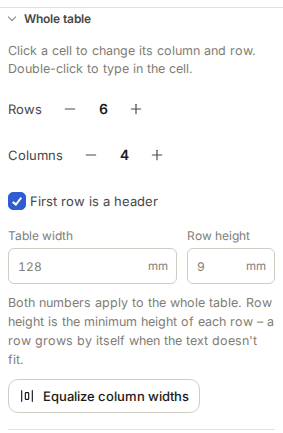 Whole table
Click a cell to change its column and row.
Double-click to type in the cell.
Rows — 6 +
Columns — 4 +
First row is a header
Table width Row height
128 mm 9 mm
Both numbers apply to the whole table. Row
height is the minimum height of each row – a
row grows by itself when the text doesn't
fit.
Equalize column widths